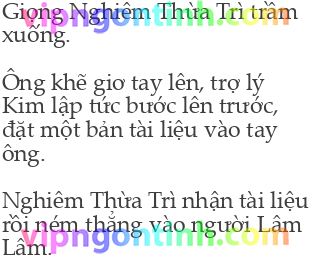 Giọng Nghiêm Thừa Trì trầm
xuống.
Ông khẽ giơ tay lên, trợ lý
Kim lập tức bước lên trước,
đặt một bản tài liệu vào tay
ông.
Nghiêm Thừa Trì nhận tài liệu
rồi ném thẳng vào người Lâm
Lâm.
vipngontinh.com
vipngontinh.com